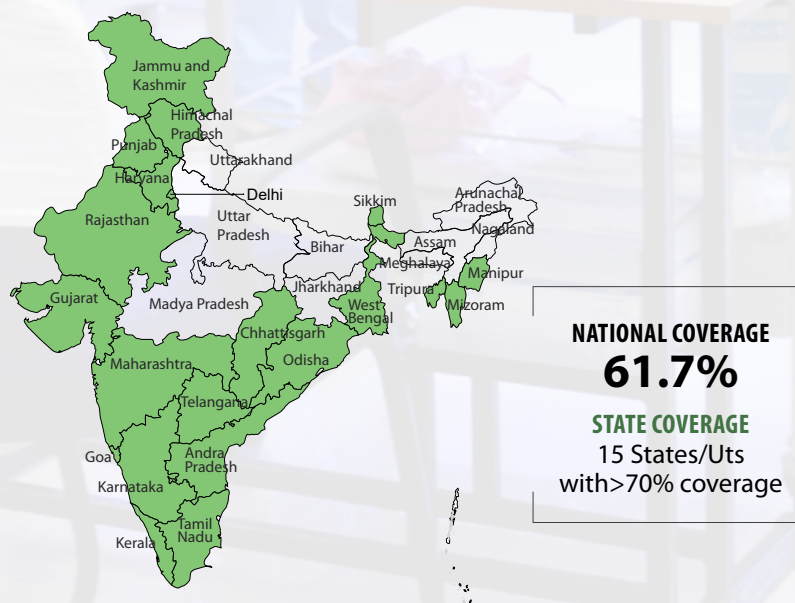 Jammu and
Kashmir
Himachal
Pradesh
Punjab
Uttarakhand
Haryana
Delhi
Rajasthan
Uttar
Pradesh
Sikkim
Arunachal
Pradesh
Nagaland
Bihar
Assam
Meghalaya
Manipur
Gujarat
Madya Pradesh
Jharkhand
Tripura
Mizoram
West
Bengal
Chhattisgarh
Odisha
Maharashtra
Telangana
Goa
Andra
Pradesh
Karnataka
Tamil
Nadu
Kerala
NATIONAL COVERAGE
61.7%
STATE COVERAGE
15 States/Uts
with>70% coverage